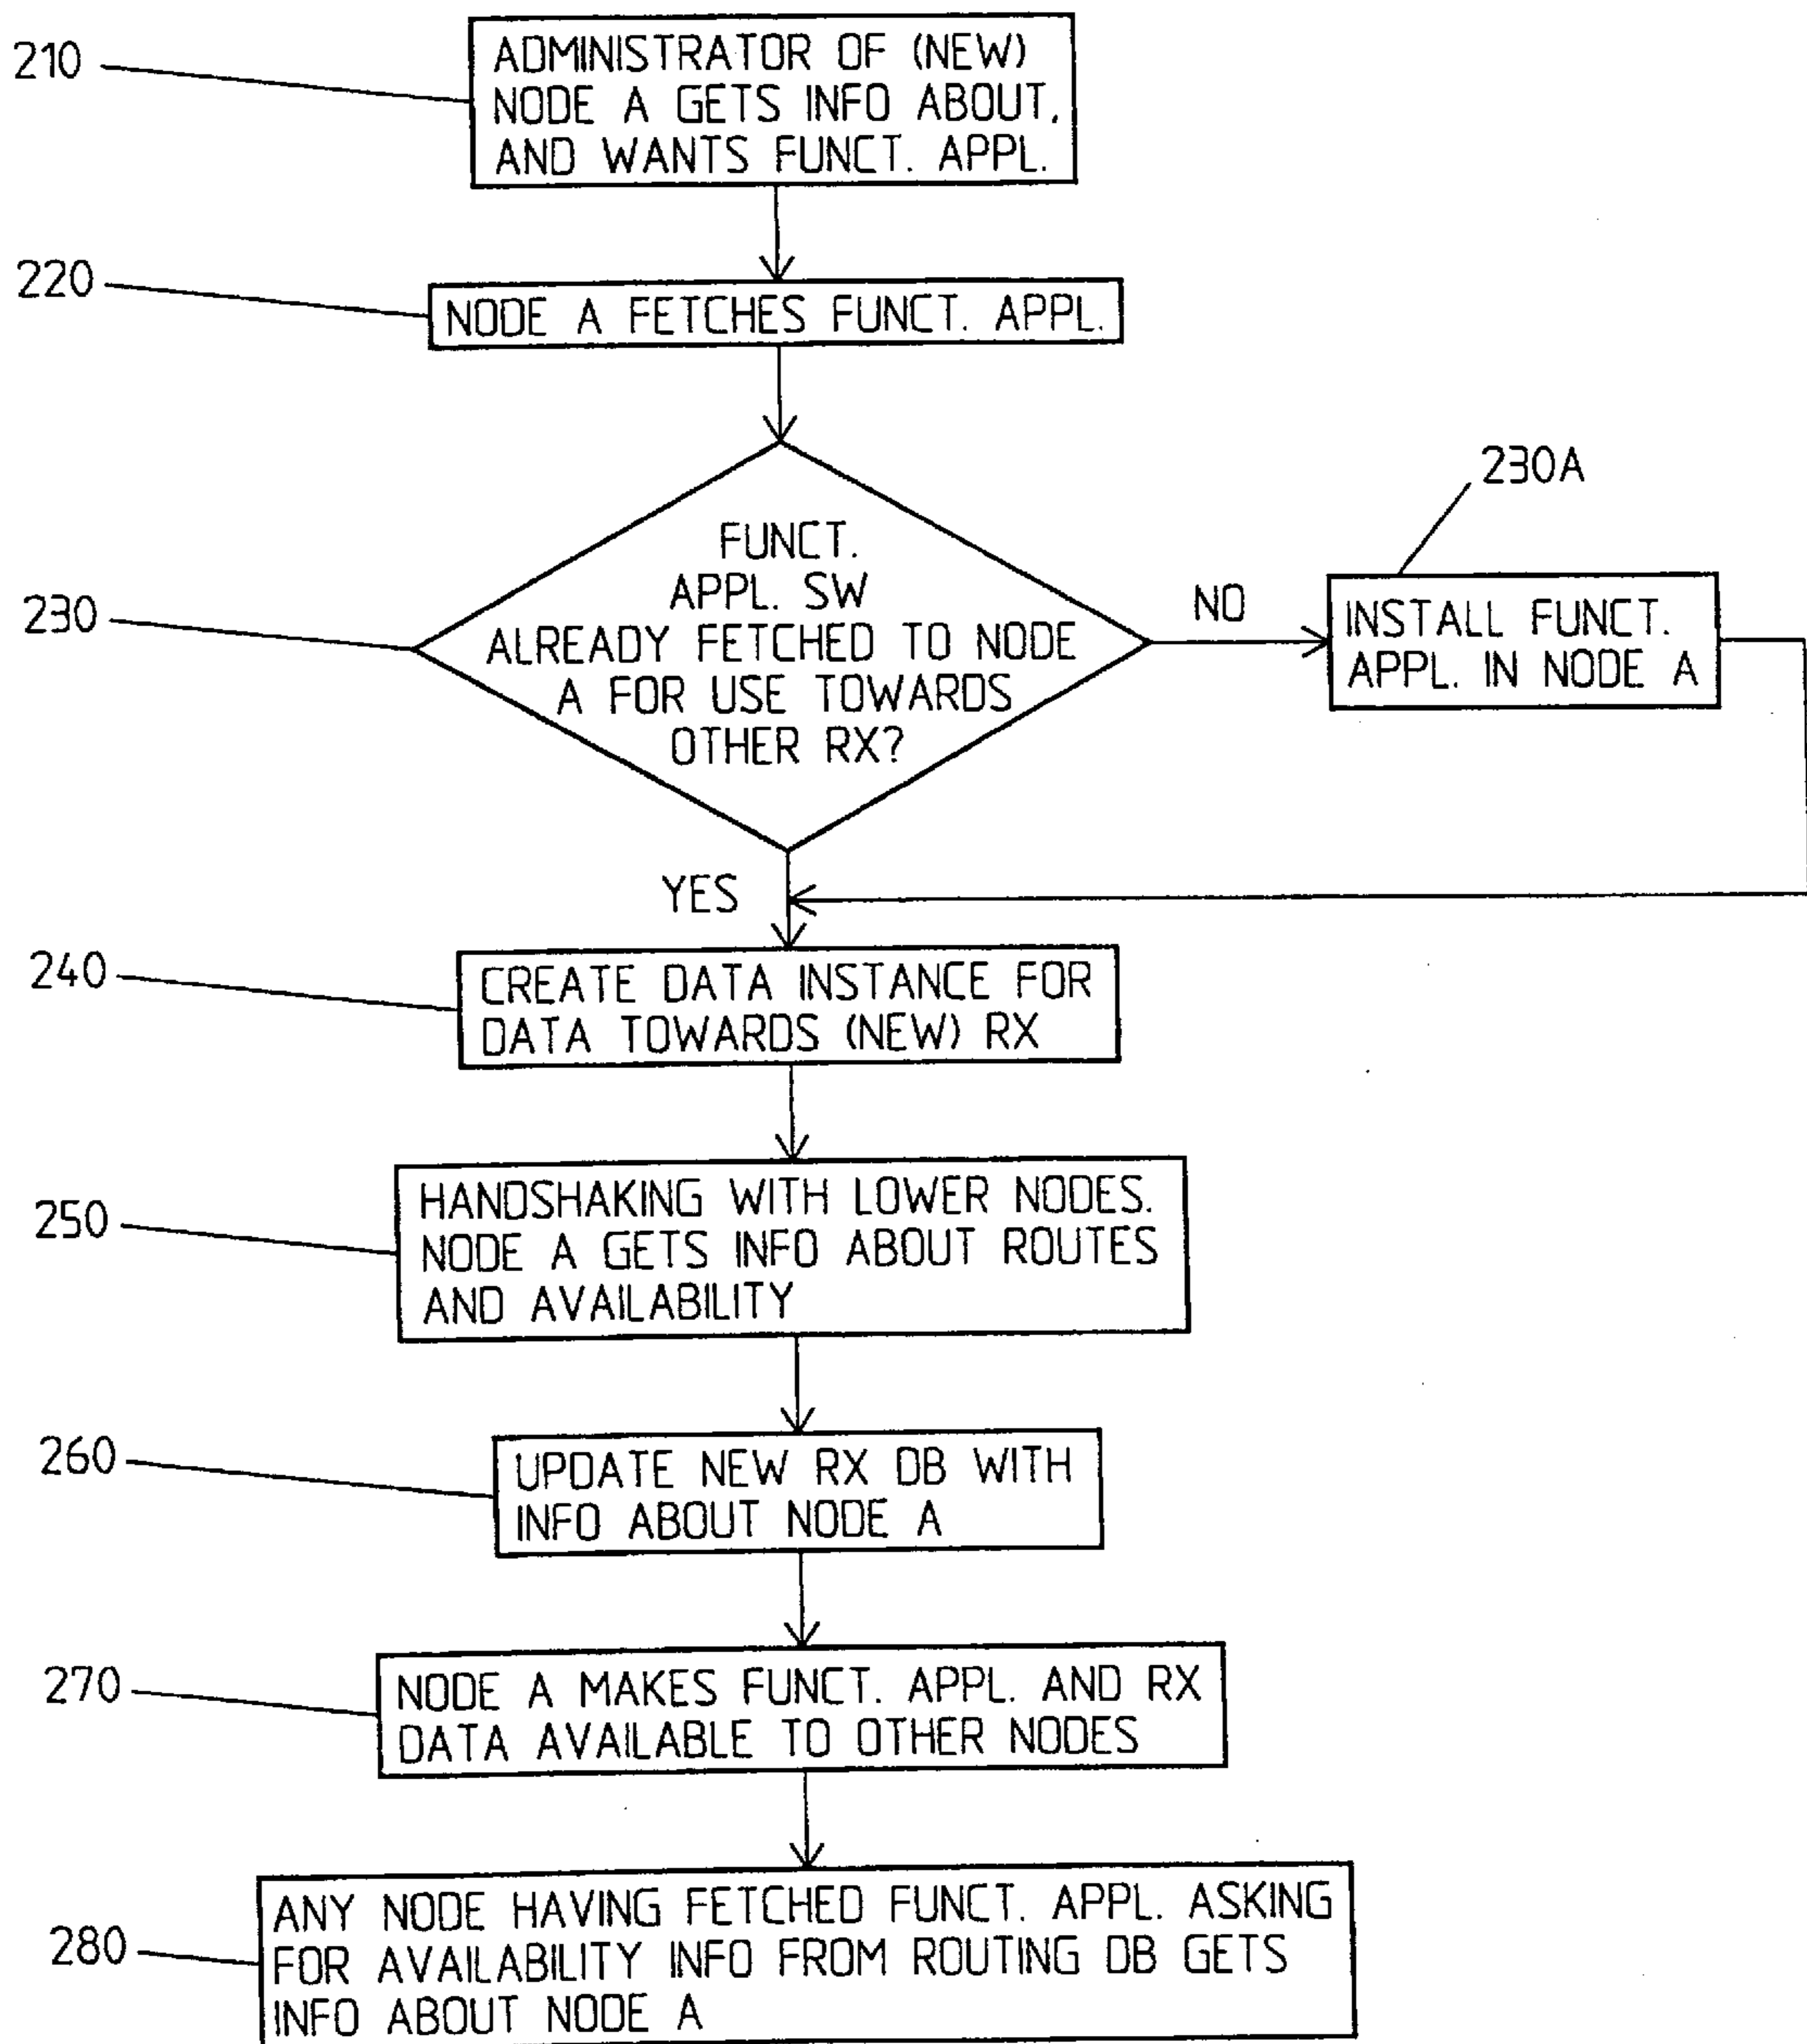 210
ADMINISTRATOR OF (NEW)
NODE A GETS INFO ABOUT,
AND WANTS FUNCT. APPL.
220
NODE A FETCHES FUNCT. APPL.
230
FUNCT.
APPL. SW
ALREADY FETCHED TO NODE
A FOR USE TOWARDS
OTHER RX?
NO
230A
INSTALL FUNCT.
APPL. IN NODE A
YES
240
CREATE DATA INSTANCE FOR
DATA TOWARDS (NEW) RX
250
HANDSHAKING WITH LOWER NODES.
NODE A GETS INFO ABOUT ROUTES
AND AVAILABILITY
260
UPDATE NEW RX DB WITH
INFO ABOUT NODE A
270
NODE A MAKES FUNCT. APPL. AND RX
DATA AVAILABLE TO OTHER NODES
280
ANY NODE HAVING FETCHED FUNCT. APPL. ASKING
FOR AVAILABILITY INFO FROM ROUTING DB GETS
INFO ABOUT NODE A